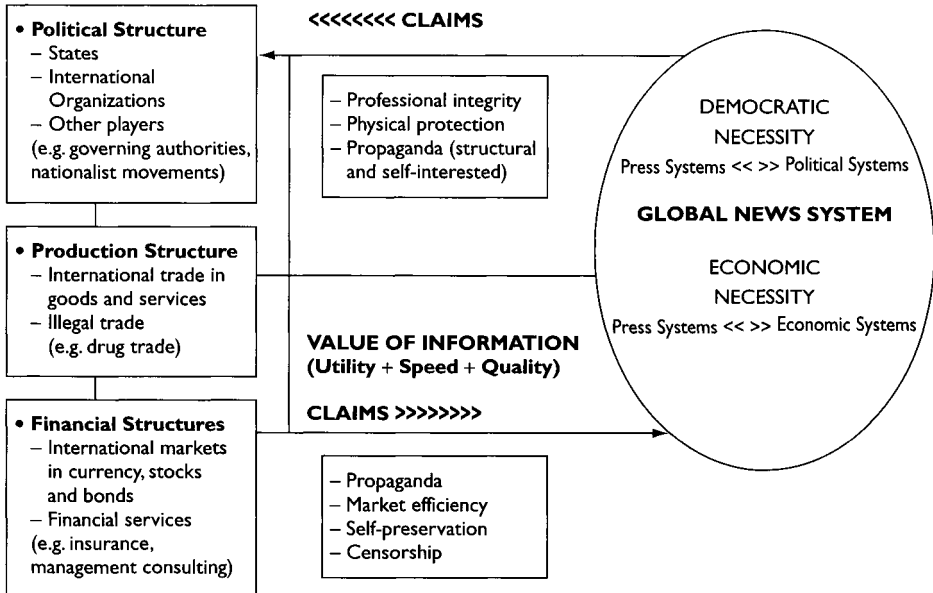 • Political Structure
– States
– International
Organizations
– Other players
(e.g. governing authorities,
nationalist movements)
• Production Structure
– International trade in
goods and services
– Illegal trade
(e.g. drug trade)
• Financial Structures
– International markets
in currency, stocks
and bonds
– Financial services
(e.g. insurance,
management consulting)
<<<<<<<< CLAIMS
– Professional integrity
– Physical protection
– Propaganda (structural
and self-interested)
VALUE OF INFORMATION
(Utility + Speed + Quality)
CLAIMS >>>>>>>>
– Propaganda
– Market efficiency
– Self-preservation
– Censorship
DEMOCRATIC
NECESSITY
Press Systems << >> Political Systems
GLOBAL NEWS SYSTEM
ECONOMIC
NECESSITY
Press Systems << >> Economic Systems